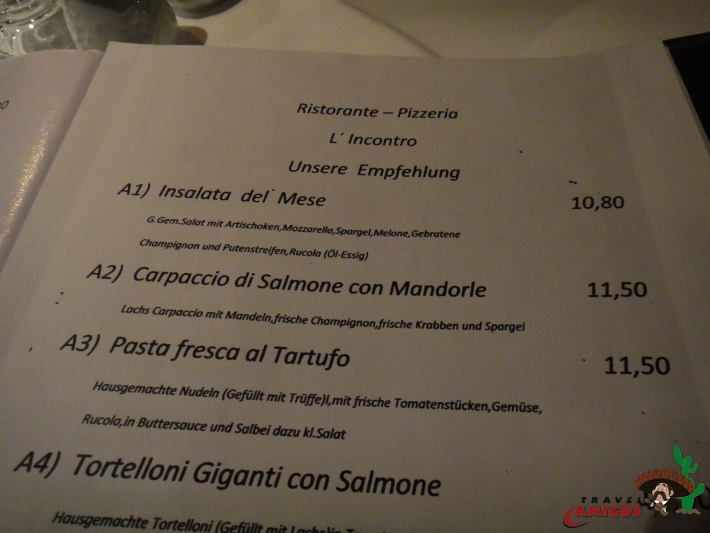 Ristorante – Pizzeria
L´ Incontro
Unsere Empfehlung
A1) Insalata del´ Mese 10,80
G.Gem.Salat mit Artischoken,Mozzarella,Spargel,Melone,Gebratene
Champignon und Putenstreifen,Rucola (Öl-Essig)
A2) Carpaccio di Salmone con Mandorle 11,50
Lachs Carpaccio mit Mandeln,frische Champignon,frische Krabben und Spargel
A3) Pasta fresca al Tartufo 11,50
Hausgemachte Nudeln (Gefüllt mit Trüffe)l,mit frische Tomatenstücken,Gemüse,
Rucola,in Buttersauce und Salbei dazu kl.Salat
A4) Tortelloni Giganti con Salmone
Hausgemachte Tortelloni (Gefüllt mit
TRAVEL
AMIGOS